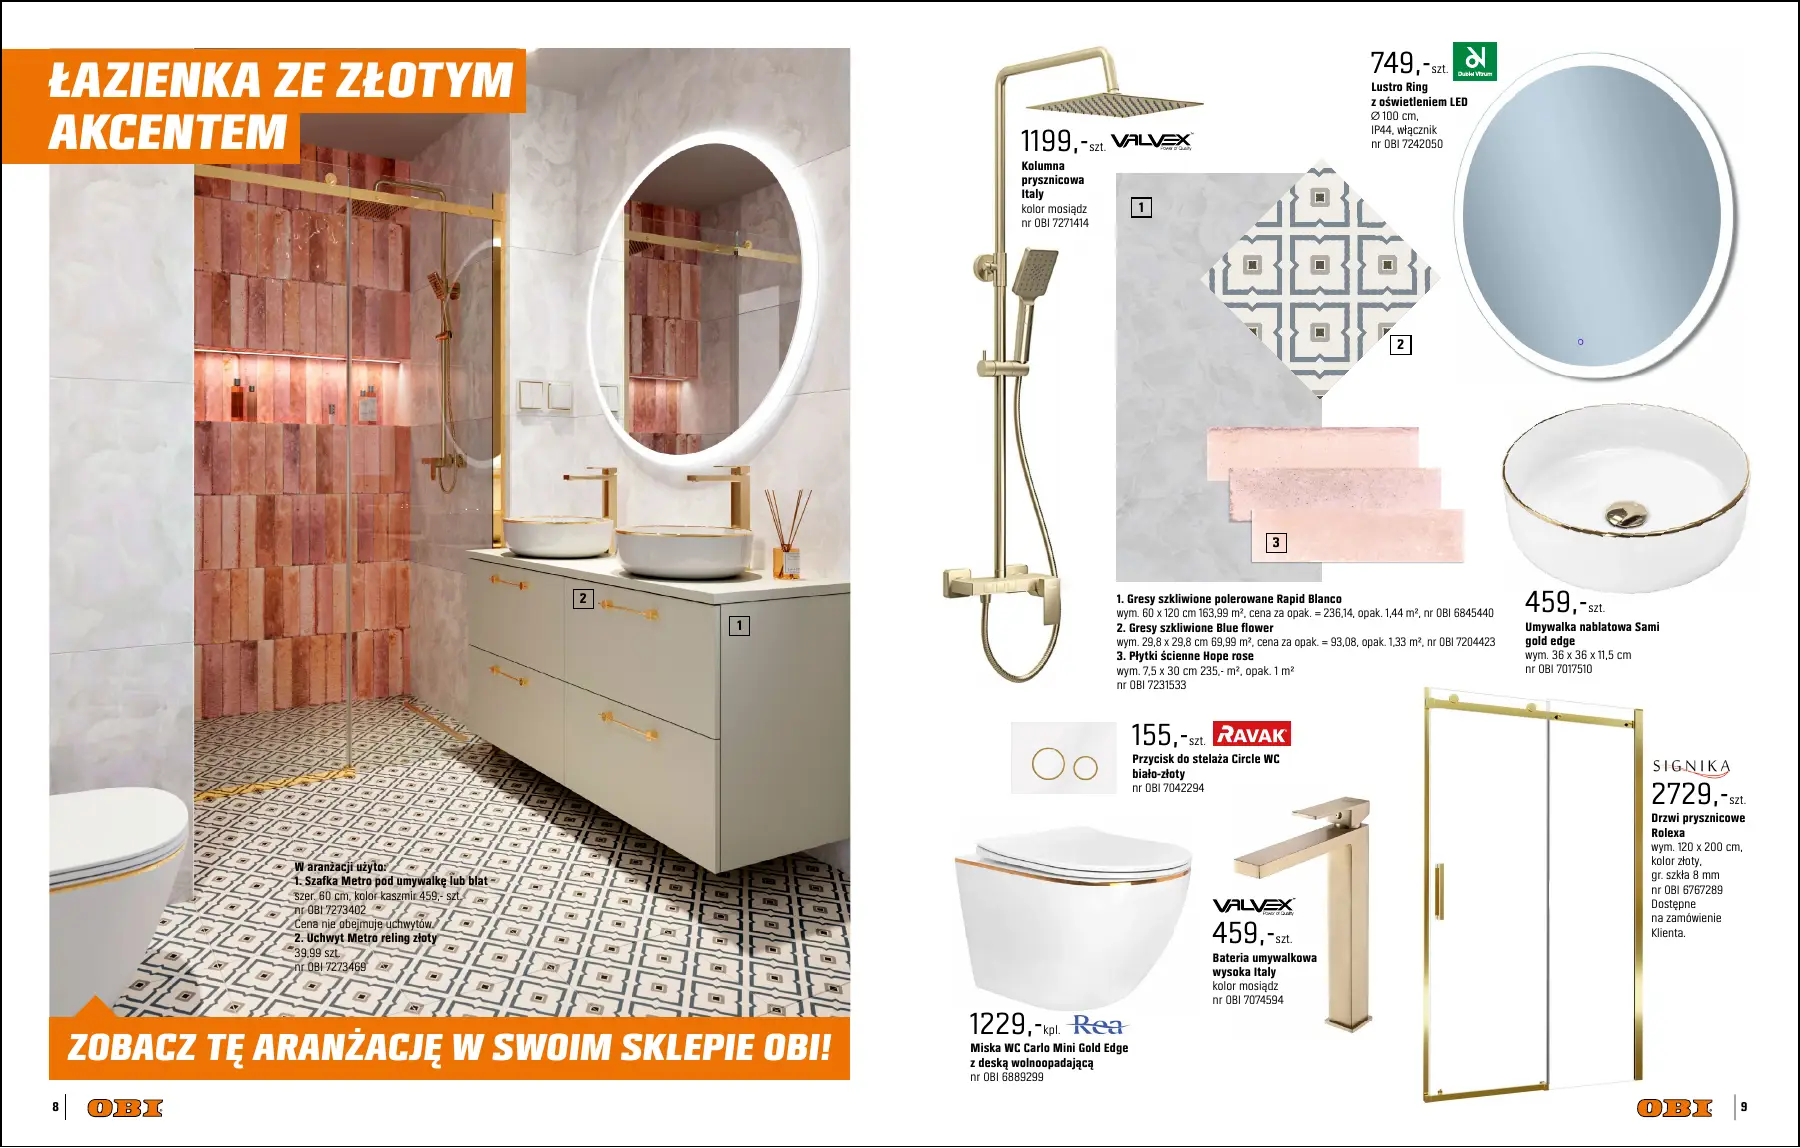 ŁAZIENKA ZE ZŁOTYM
AKCENTEM
2
1
W aranżacji użyto:
1. Szafka Metro pod umywalkę lub blat
szer. 60 cm, kolor kaszmir 459,- szt.
nr OBI 7273402
Cena nie obejmuje uchwytów.
2. Uchwyt Metro reling złoty
39,99 szt.
nr OBI 7273469
ZOBACZ TĘ ARANŻACJĘ W SWOIM SKLEPIE OBI!
8
OBI
1199,-szt.
VALVEX
Power of Quality
Kolumna
prysznicowa
Italy
kolor mosiądz
nr OBI 7271414
749,-szt.
Dubiel Vitrum
Lustro Ring
z oświetleniem LED
Ø 100 cm,
IP44, włącznik
nr OBI 7242050
1
2
3
1. Gresy szkliwione polerowane Rapid Blanco
wym. 60 x 120 cm 163,99 m², cena za opak. = 236,14, opak. 1,44 m², nr OBI 6845440
2. Gresy szkliwione Blue flower
wym. 29,8 x 29,8 cm 69,99 m², cena za opak. = 93,08, opak. 1,33 m², nr OBI 7204423
3. Płytki ścienne Hope rose
wym. 7,5 x 30 cm 235,- m², opak. 1 m²
nr OBI 7231533
459,-szt.
Umywalka nablatowa Sami
gold edge
wym. 36 x 36 x 11,5 cm
nr OBI 7017510
155,-szt.
RAVAK
Przycisk do stelaża Circle WC
biało-złoty
nr OBI 7042294
SIGNIKA
2729,-szt.
Drzwi prysznicowe
Rolexa
wym. 120 x 200 cm,
kolor złoty,
gr. szkła 8 mm
nr OBI 6767289
Dostępne
na zamówienie
Klienta.
VALVEX
Power of Quality
459,-szt.
Bateria umywalkowa
wysoka Italy
kolor mosiądz
nr OBI 7074594
1229,-kpl.
Rea
Miska WC Carlo Mini Gold Edge
z deską wolnoopadającą
nr OBI 6889299
OBI
9